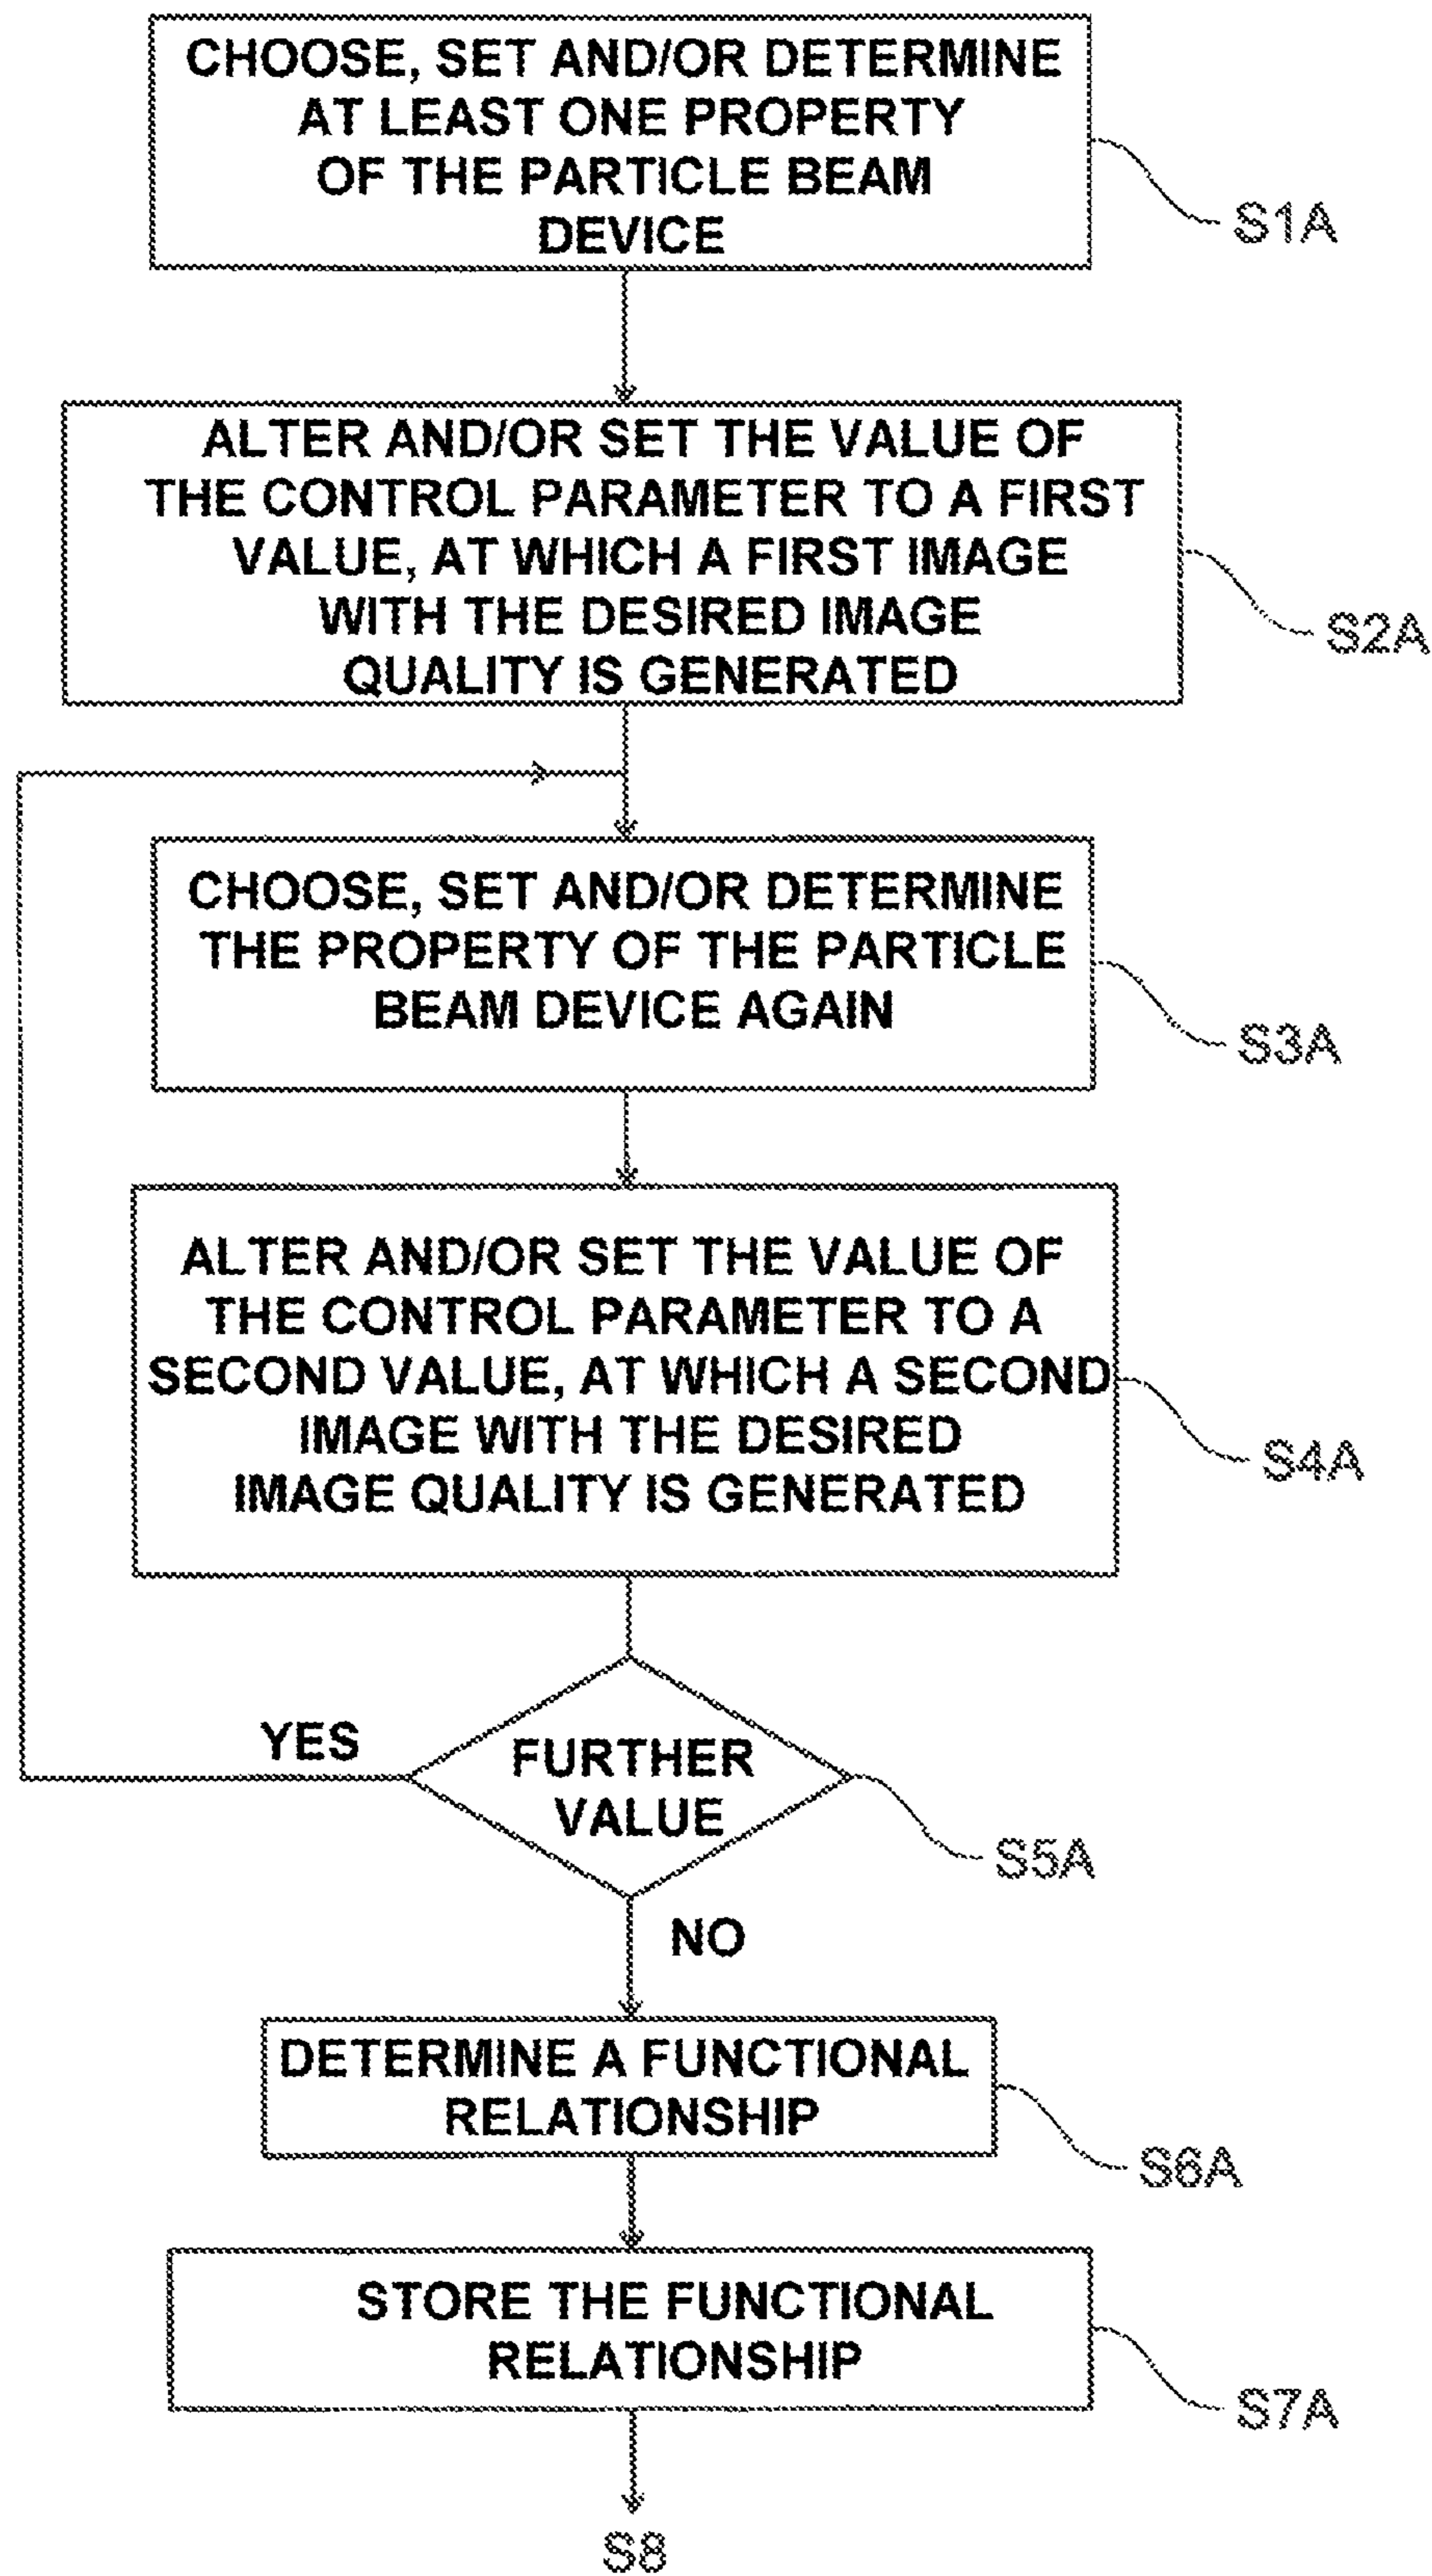 CHOOSE, SET AND/OR DETERMINE
AT LEAST ONE PROPERTY
OF THE PARTICLE BEAM
DEVICE
S1A
ALTER AND/OR SET THE VALUE OF
THE CONTROL PARAMETER TO A FIRST
VALUE, AT WHICH A FIRST IMAGE
WITH THE DESIRED IMAGE
QUALITY IS GENERATED
S2A
CHOOSE, SET AND/OR DETERMINE
THE PROPERTY OF THE PARTICLE
BEAM DEVICE AGAIN
S3A
ALTER AND/OR SET THE VALUE OF
THE CONTROL PARAMETER TO A
SECOND VALUE, AT WHICH A SECOND
IMAGE WITH THE DESIRED
IMAGE QUALITY IS GENERATED
S4A
YES
FURTHER
VALUE
S5A
NO
DETERMINE A FUNCTIONAL
RELATIONSHIP
S6A
STORE THE FUNCTIONAL
RELATIONSHIP
S7A
S8